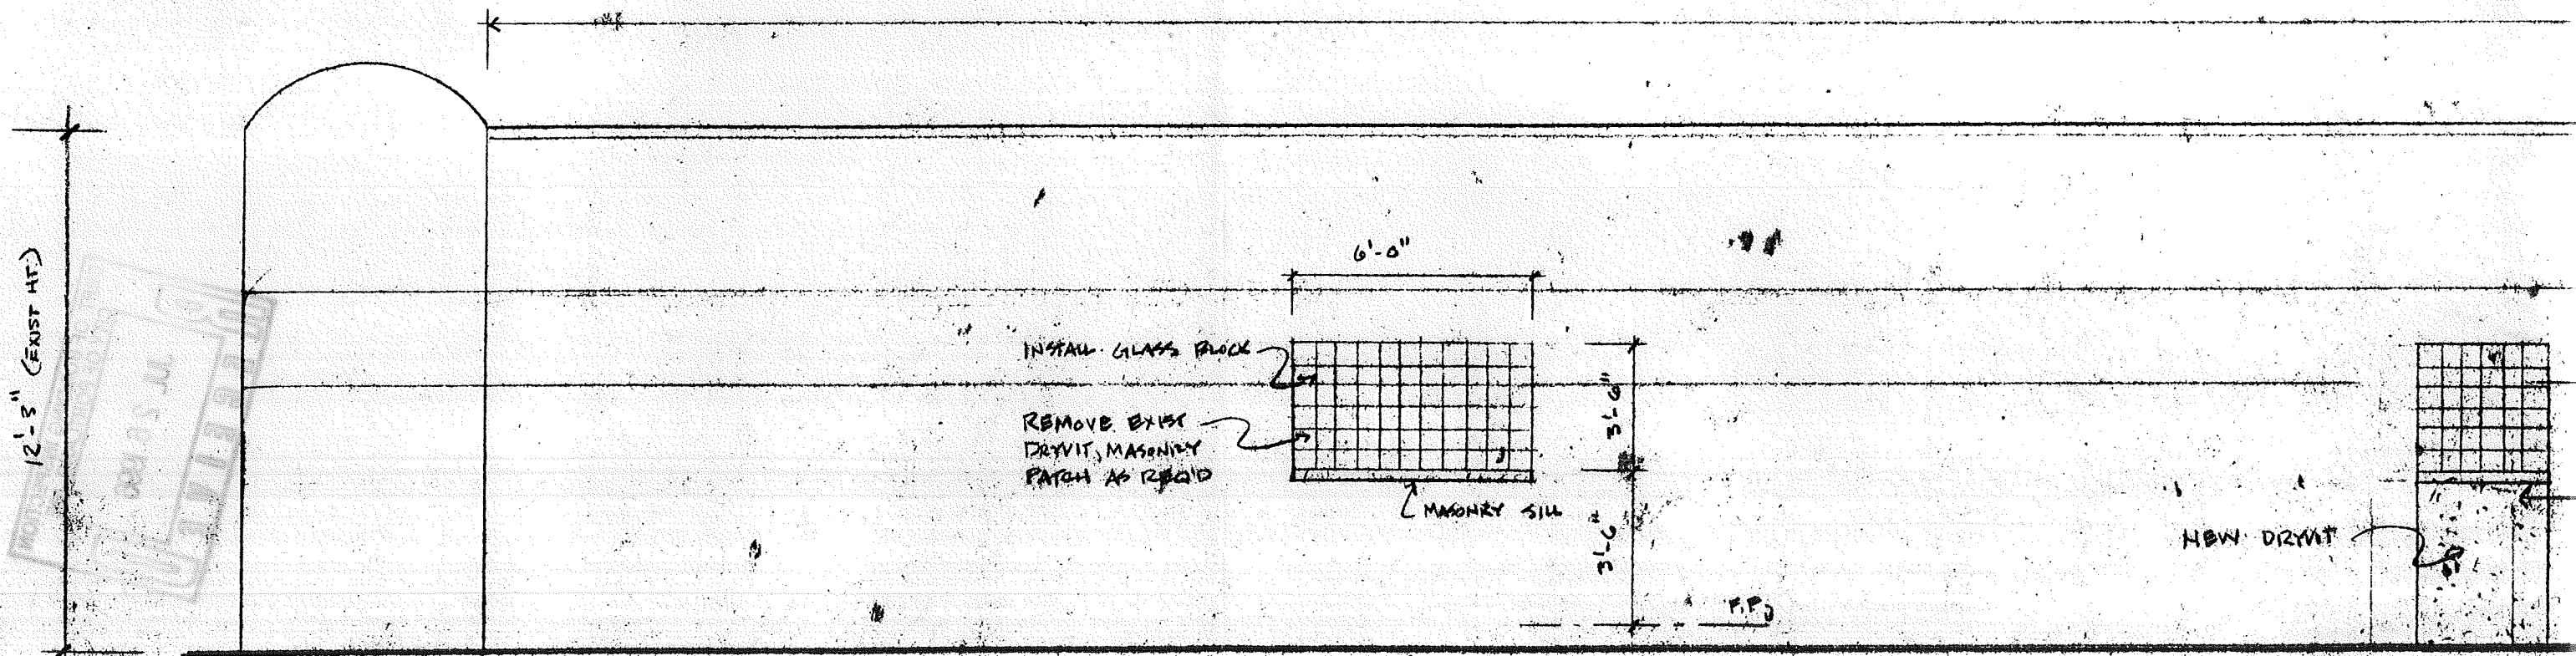 12'-3" (EXIST HT.)
6'-0"
INSTALL GLASS BLOCK
REMOVE EXIST
DRYVIT, MASONRY
PATCH AS REQ'D
MASONRY SILL
3'-6"
3'-6"
F.F.
NEW DRYVIT